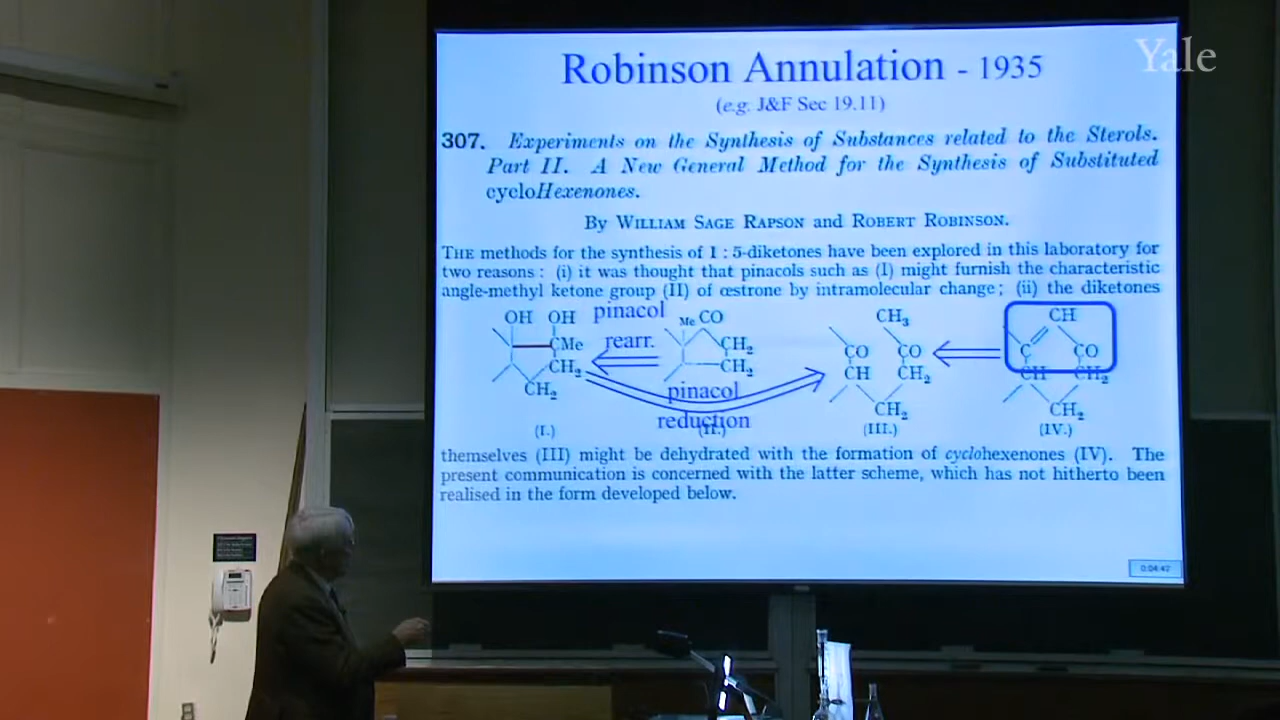 Yale
Robinson Annulation - 1935
(e.g. J&F Sec 19.11)
307. Experiments on the Synthesis of Substances related to the Sterols.
Part II. A New General Method for the Synthesis of Substituted
cycloHexenones.
By WILLIAM SAGE RAPSON and ROBERT ROBINSON.
THE methods for the synthesis of 1 : 5-diketones have been explored in this laboratory for
two reasons : (i) it was thought that pinacols such as (I) might furnish the characteristic
angle-methyl ketone group (II) of œstrone by intramolecular change ; (ii) the diketones
OH OH pinacol Me CO CH₃ CH
CMe rearr. CH₂ CO CO C CO
CH₂ CH₂ CH CH₂ CH CH₂
CH₂ pinacol CH₂ CH₂
reduction
(I.) (II.) (III.) (IV.)
themselves (III) might be dehydrated with the formation of cyclohexenones (IV). The
present communication is concerned with the latter scheme, which has not hitherto been
realised in the form developed below.
0:04:47